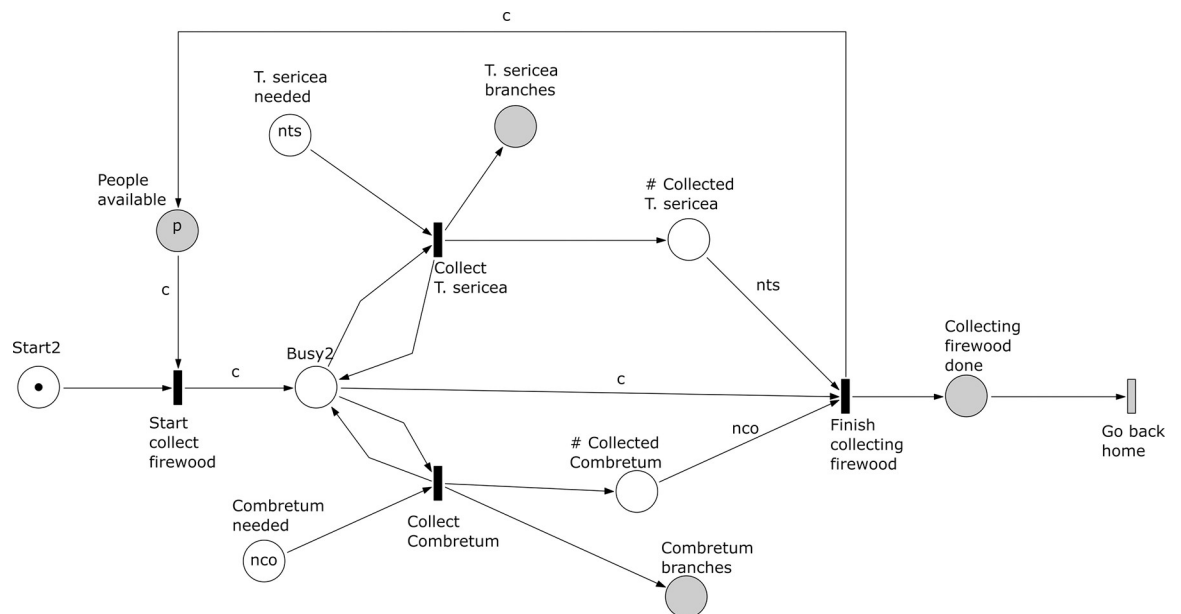 c
T. sericea
needed
nts
T. sericea
branches
People
available
p
# Collected
T. sericea
c
Collect
T. sericea
nts
Start2
Busy2
c
c
Collecting
firewood
done
Start
collect
firewood
Finish
collecting
firewood
nco
Go back
home
# Collected
Combretum
Combretum
needed
nco
Collect
Combretum
Combretum
branches